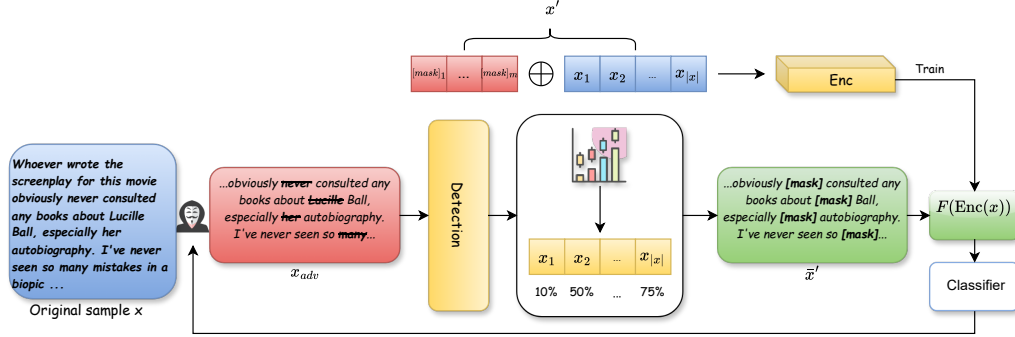 x′
[mask]₁ ... [mask]ₘ ⊕ x₁ x₂ ... x|x|
Enc
Train
Whoever wrote the
screenplay for this movie
obviously never consulted
any books about Lucille
Ball, especially her
autobiography. I've never
seen so many mistakes in a
biopic ...
Original sample x
...obviously never consulted any
books about Lucille Ball,
especially her autobiography.
I've never seen so many...
x_adv
Detection
x₁ x₂ ... x|x|
10% 50% ... 75%
...obviously [mask] consulted any
books about [mask] Ball,
especially [mask] autobiography.
I've never seen so [mask]...
x̄′
F(Enc(x))
Classifier